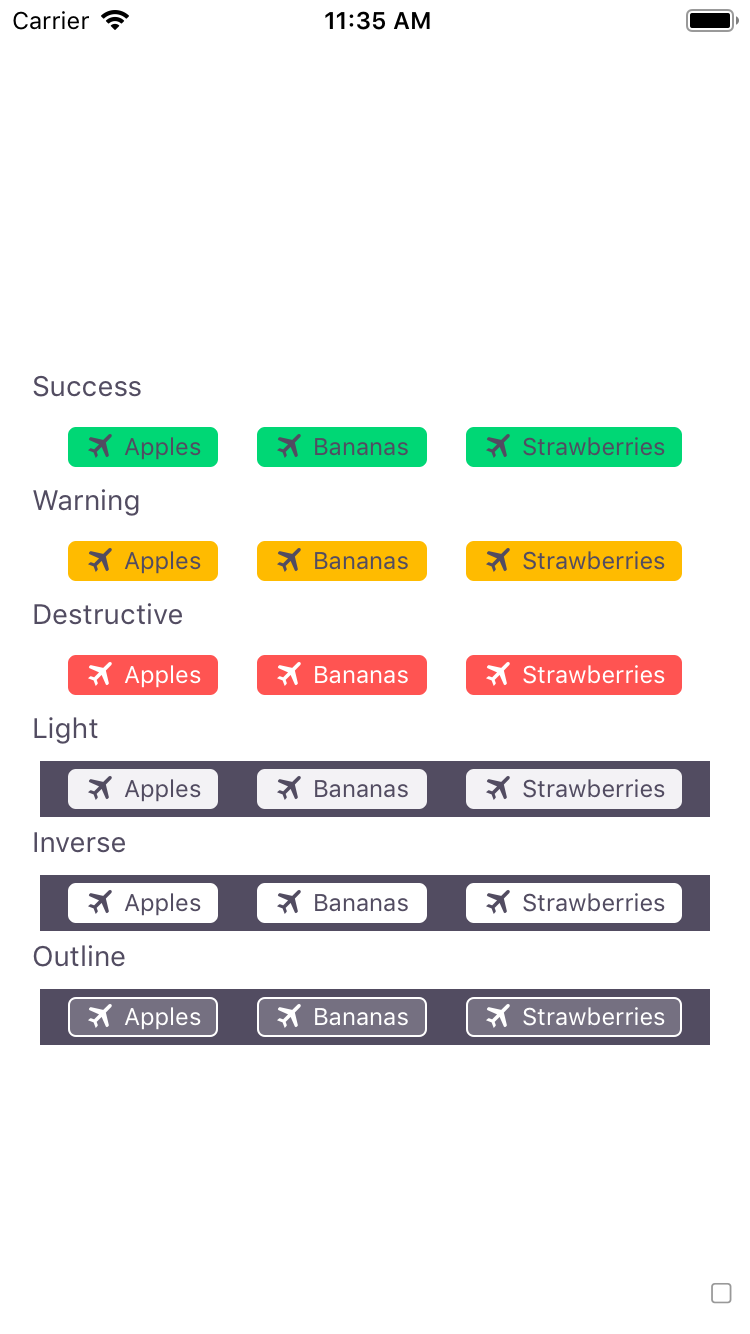 Carrier 11:35 AM
Success
Apples Bananas Strawberries
Warning
Apples Bananas Strawberries
Destructive
Apples Bananas Strawberries
Light
Apples Bananas Strawberries
Inverse
Apples Bananas Strawberries
Outline
Apples Bananas Strawberries